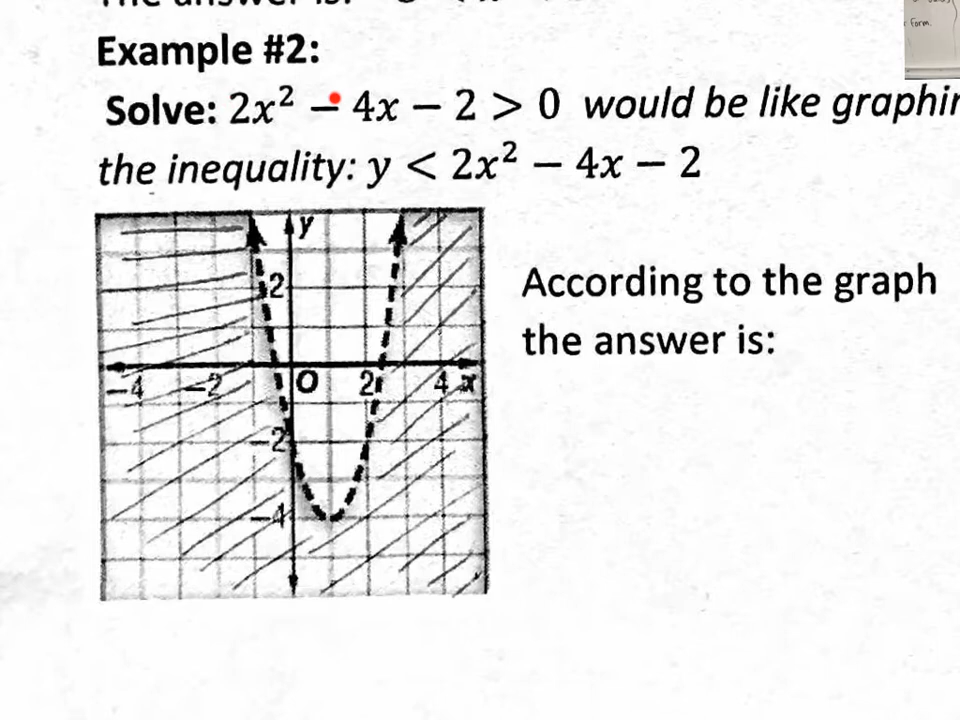 Example #2:
Solve: 2x² − 4x − 2 > 0 would be like
the inequality: y < 2x² − 4x − 2
y
2
−4 −2 O 2 4 x
−2
−4
According to the graph
the answer is:
Form.